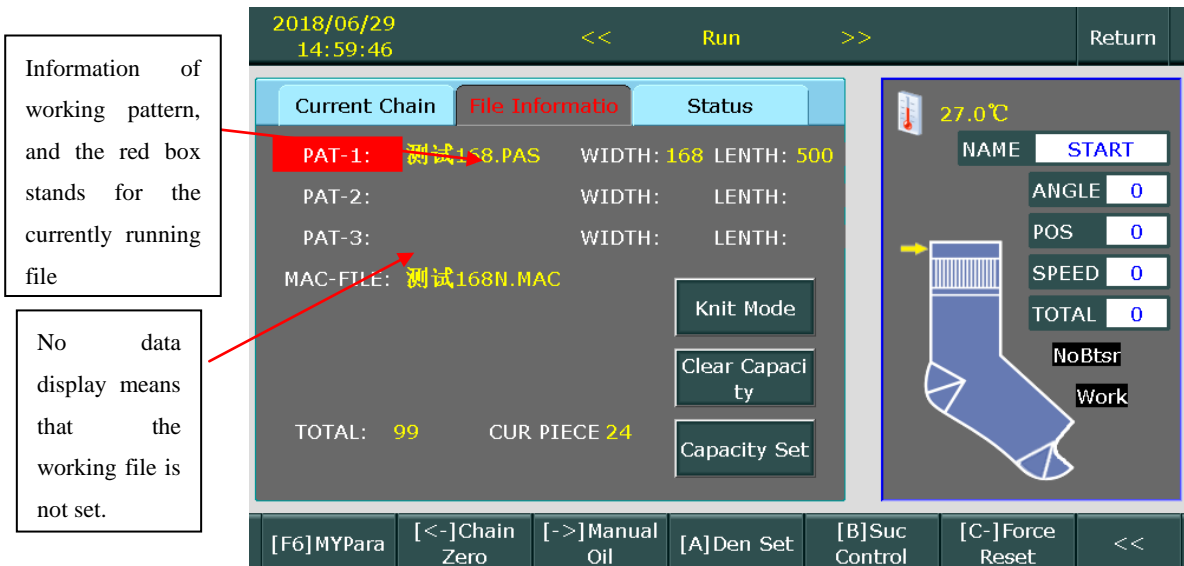 Information of
working pattern,
and the red box
stands for the
currently running
file
No data
display means
that the
working file is
not set.
2018/06/29
14:59:46
<< Run >> Return
Current Chain File Informatio Status
PAT-1: 测试168.PAS WIDTH: 168 LENTH: 500
PAT-2: WIDTH: LENTH:
PAT-3: WIDTH: LENTH:
MAC-FILE: 测试168N.MAC
Knit Mode
Clear Capaci
ty
TOTAL: 99 CUR PIECE 24
Capacity Set
27.0℃
NAME START
ANGLE 0
POS 0
SPEED 0
TOTAL 0
NoBtsr
Work
[F6]MYPara
[<-]Chain
Zero
[->]Manual
Oil
[A]Den Set
[B]Suc
Control
[C-]Force
Reset
<<